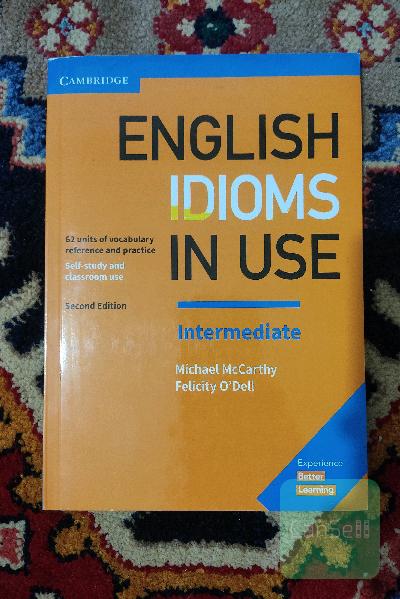 CAMBRIDGE
ENGLISH
IDIOMS
IN USE
62 units of vocabulary
reference and practice
Self-study and
classroom use
Second Edition
Intermediate
Michael McCarthy
Felicity O'Dell
Experience
Better
Learning
CanSell